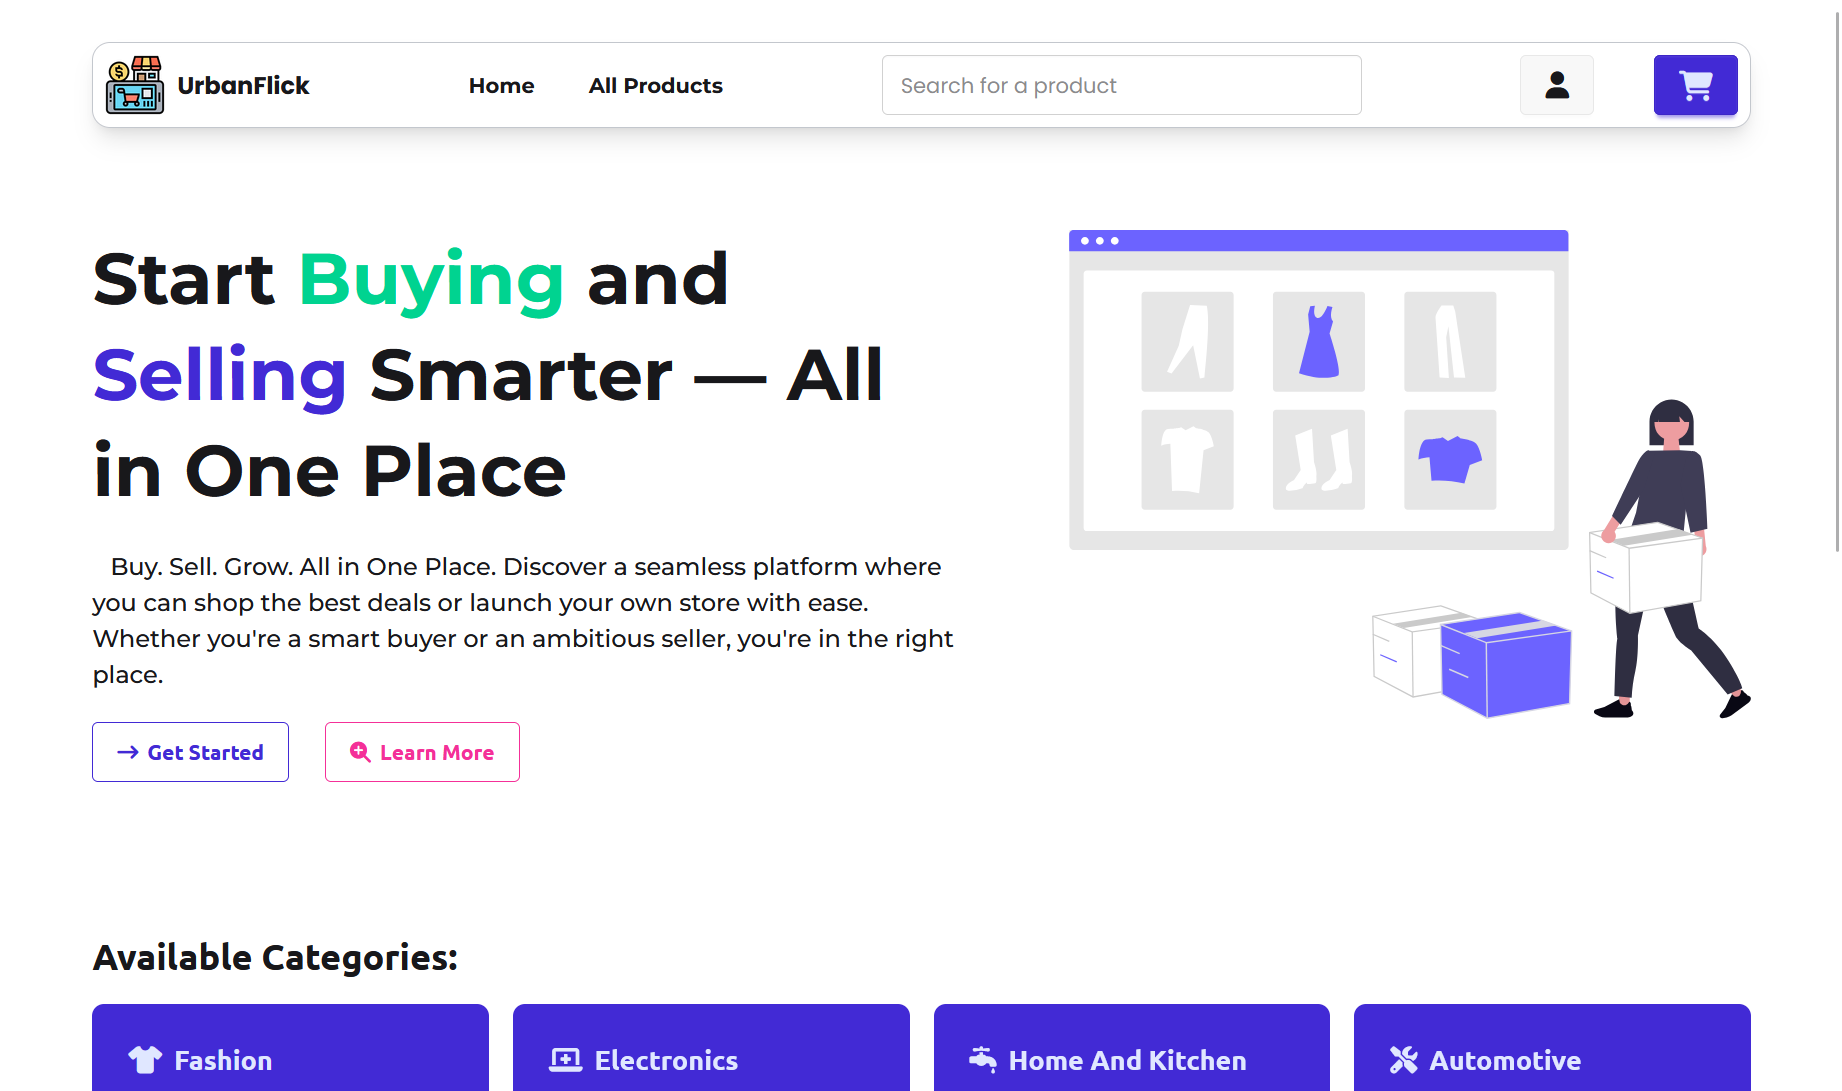 UrbanFlick
Home
All Products
Search for a product
Start Buying and
Selling Smarter — All
in One Place
Buy. Sell. Grow. All in One Place. Discover a seamless platform where
you can shop the best deals or launch your own store with ease.
Whether you're a smart buyer or an ambitious seller, you're in the right
place.
Get Started
Learn More
Available Categories:
Fashion
Electronics
Home And Kitchen
Automotive